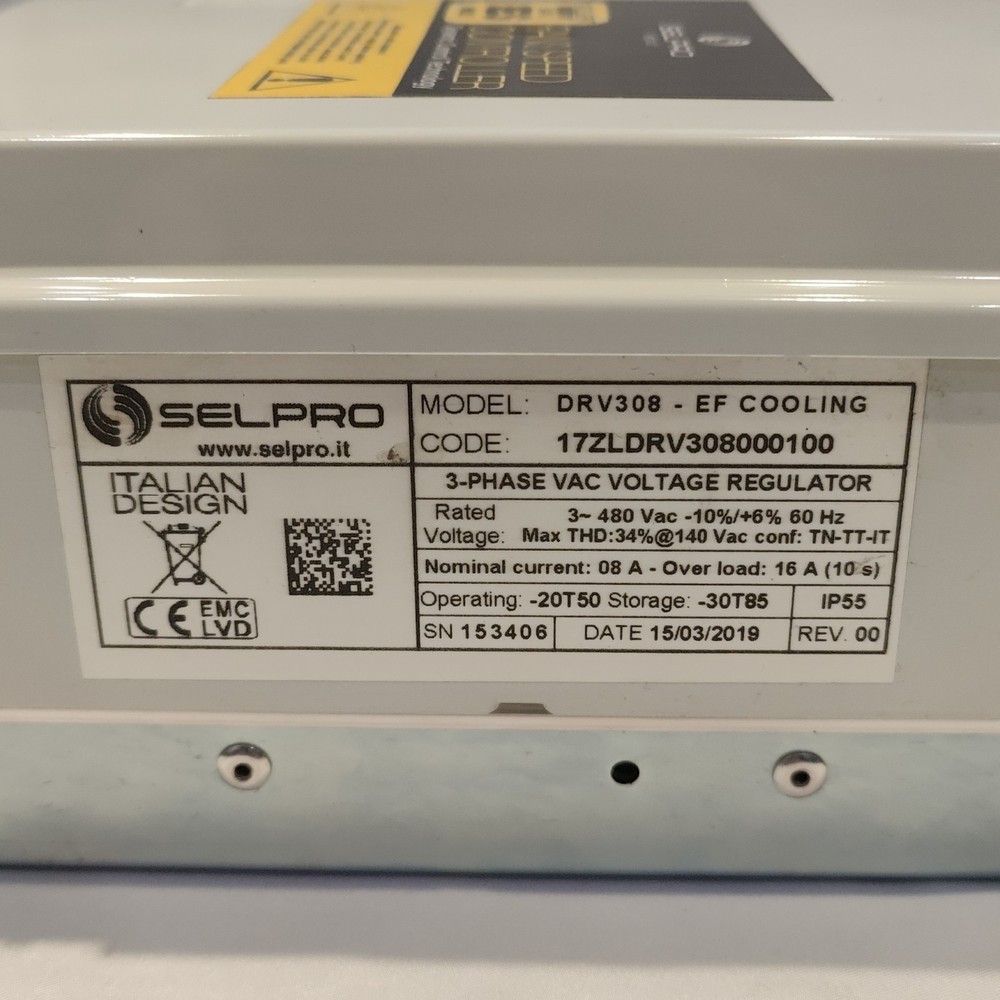 FAN SPEED
CONTROLLER
SELPRO
www.selpro.it
ITALIAN
DESIGN
CE EMC
LVD
MODEL: DRV308 - EF COOLING
CODE: 17ZLDRV308000100
3-PHASE VAC VOLTAGE REGULATOR
Rated Voltage: 3~ 480 Vac -10%/+6% 60 Hz
Max THD:34%@140 Vac conf: TN-TT-IT
Nominal current: 08 A - Over load: 16 A (10 s)
Operating: -20T50 Storage: -30T85 IP55
SN 153406 DATE 15/03/2019 REV. 00